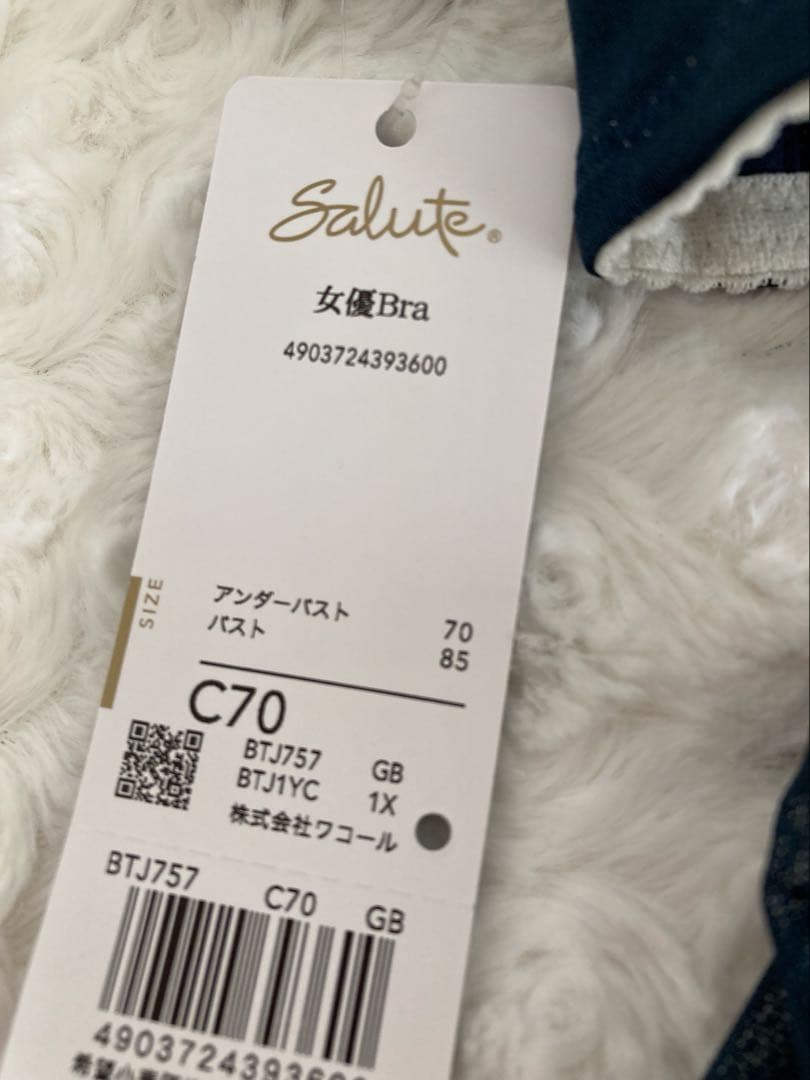 Salute®
女優Bra
4903724393600
SIZE
アンダーバスト 70
バスト 85
C70
BTJ757 GB
BTJ1YC 1X
株式会社ワコール
BTJ757 C70 GB
4903724393600